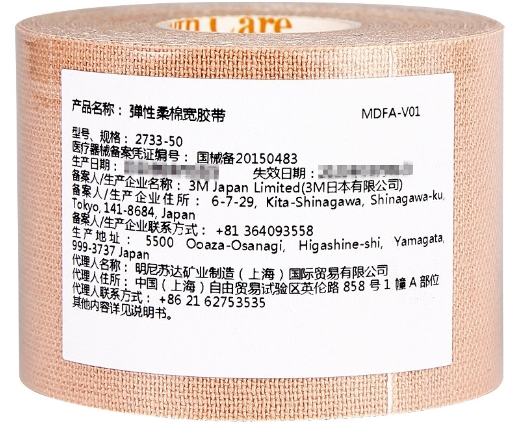 Care
产品名称：弹性柔棉宽胶带
MDFA-V01
型号、规格：2733-50
医疗器械备案凭证编号：国械备20150483
生产日期： 失效日期：
备案人/生产企业名称：3M Japan Limited(3M日本有限公司)
备案人/生产企业住所：6-7-29, Kita-Shinagawa, Shinagawa-ku,
Tokyo, 141-8684, Japan
备案人/生产企业联系方式：+81 364093558
生产地址：5500 Ooaza-Osanagi, Higashine-shi, Yamagata,
999-3737 Japan
代理人名称：明尼苏达矿业制造（上海）国际贸易有限公司
代理人住所：中国（上海）自由贸易试验区英伦路 858 号 1 幢 A 部位
代理人联系方式：+86 21 62753535
其他内容详见说明书。